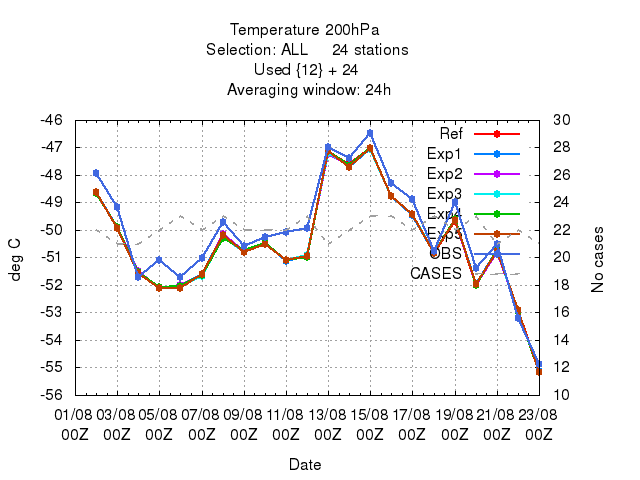 Temperature 200hPa
Selection: ALL 24 stations
Used {12} + 24
Averaging window: 24h
-46
-47
-48
-49
-50
-51
-52
-53
-54
-55
-56
deg C
30
28
26
24
22
20
18
16
14
12
10
No cases
Ref
Exp1
Exp2
Exp3
Exp4
Exp5
OBS
CASES
01/08 03/08 05/08 07/08 09/08 11/08 13/08 15/08 17/08 19/08 21/08 23/08
00Z 00Z 00Z 00Z 00Z 00Z 00Z 00Z 00Z 00Z 00Z 00Z
Date